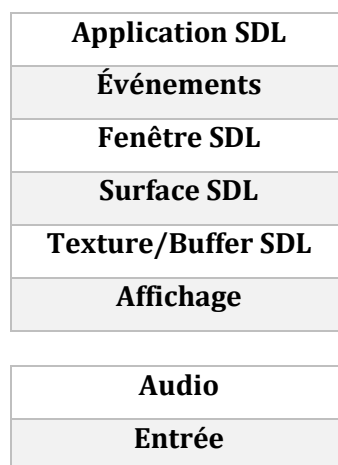 Application SDL
Événements
Fenêtre SDL
Surface SDL
Texture/Buffer SDL
Affichage
Audio
Entrée